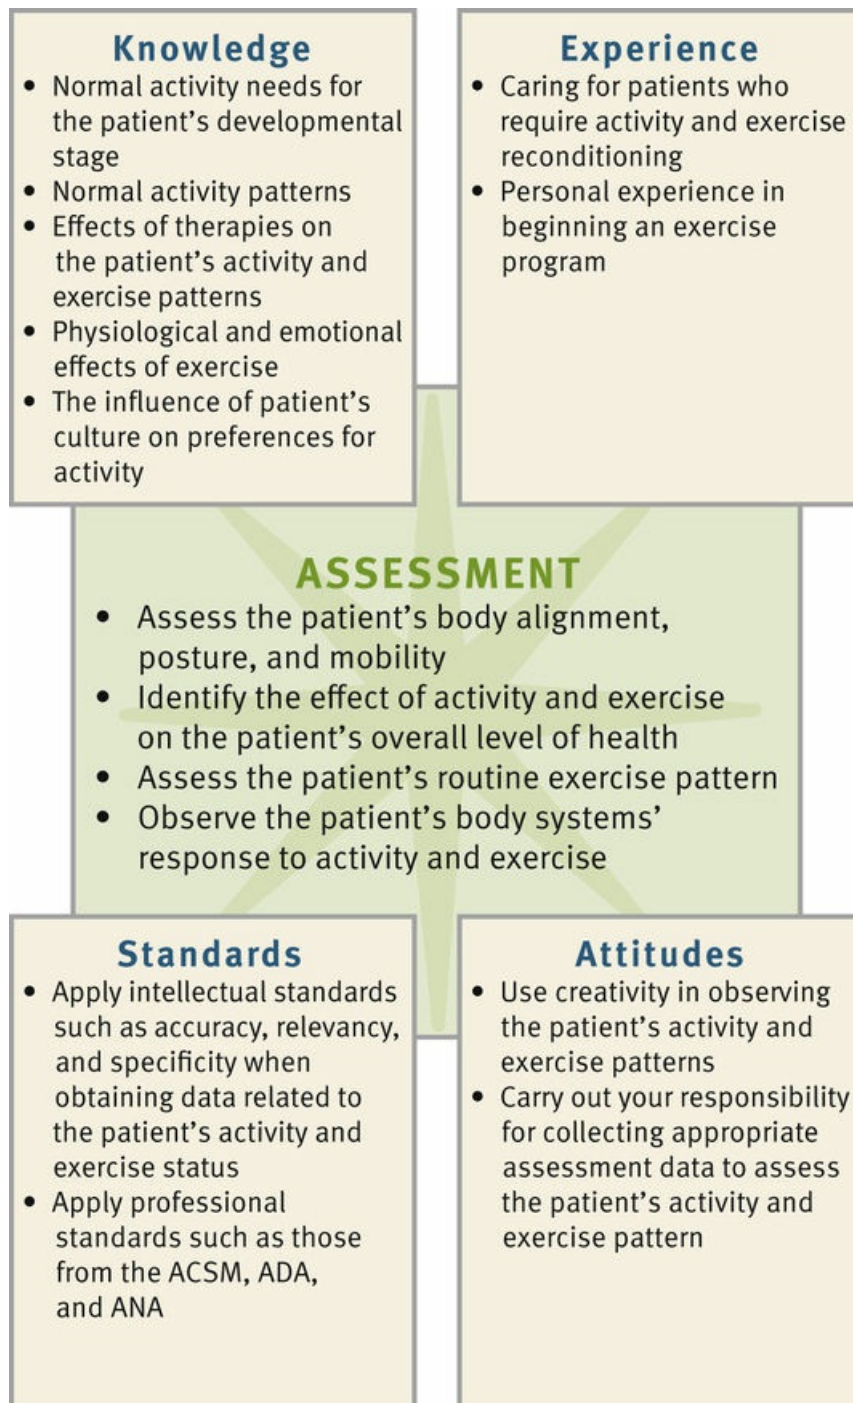 Knowledge
• Normal activity needs for
the patient's developmental
stage
• Normal activity patterns
• Effects of therapies on
the patient's activity and
exercise patterns
• Physiological and emotional
effects of exercise
• The influence of patient's
culture on preferences for
activity
Experience
• Caring for patients who
require activity and exercise
reconditioning
• Personal experience in
beginning an exercise
program
ASSESSMENT
• Assess the patient's body alignment,
posture, and mobility
• Identify the effect of activity and exercise
on the patient's overall level of health
• Assess the patient's routine exercise pattern
• Observe the patient's body systems'
response to activity and exercise
Standards
• Apply intellectual standards
such as accuracy, relevancy,
and specificity when
obtaining data related to
the patient's activity and
exercise status
• Apply professional
standards such as those
from the ACSM, ADA,
and ANA
Attitudes
• Use creativity in observing
the patient's activity and
exercise patterns
• Carry out your responsibility
for collecting appropriate
assessment data to assess
the patient's activity and
exercise pattern